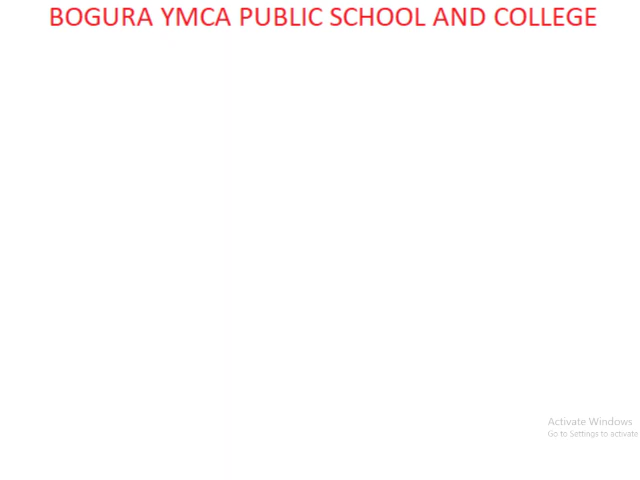 BOGURA YMCA PUBLIC SCHOOL AND COLLEGE
Activate Windows
Go to Settings to activate